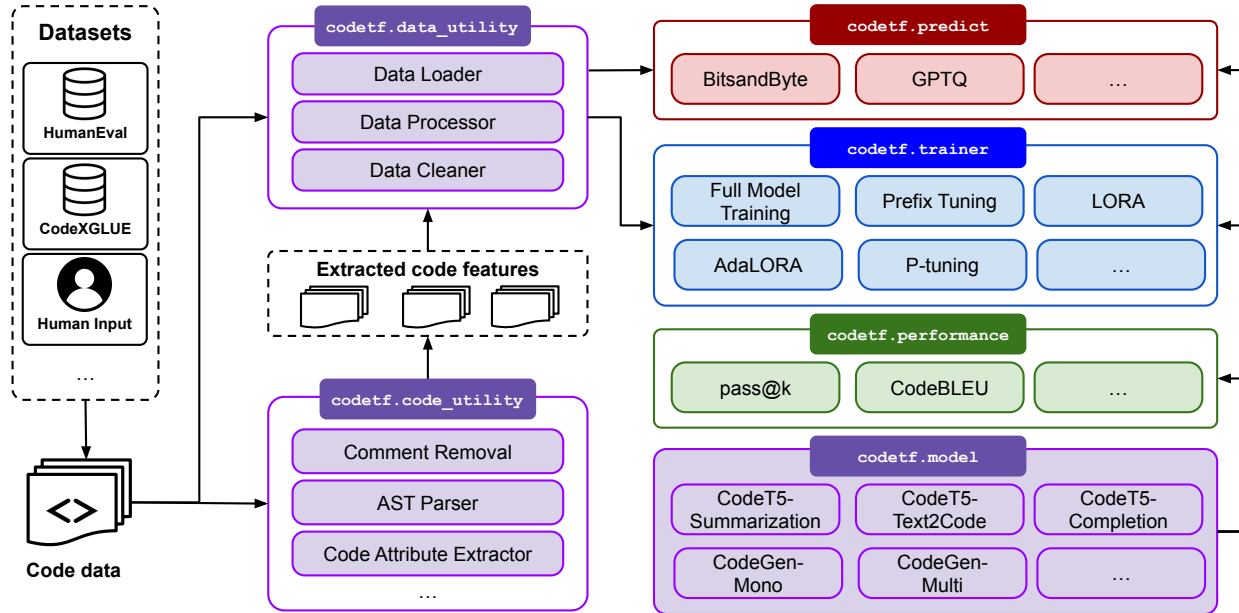 Datasets
HumanEval
CodeXGLUE
Human Input
…
Code data
codetf.data_utility
Data Loader
Data Processor
Data Cleaner
Extracted code features
codetf.code_utility
Comment Removal
AST Parser
Code Attribute Extractor
…
codetf.predict
BitsandByte
GPTQ
…
codetf.trainer
Full Model
Training
Prefix Tuning
LORA
AdaLORA
P-tuning
…
codetf.performance
pass@k
CodeBLEU
…
codetf.model
CodeT5-
Summarization
CodeT5-
Text2Code
CodeT5-
Completion
CodeGen-
Mono
CodeGen-
Multi
…